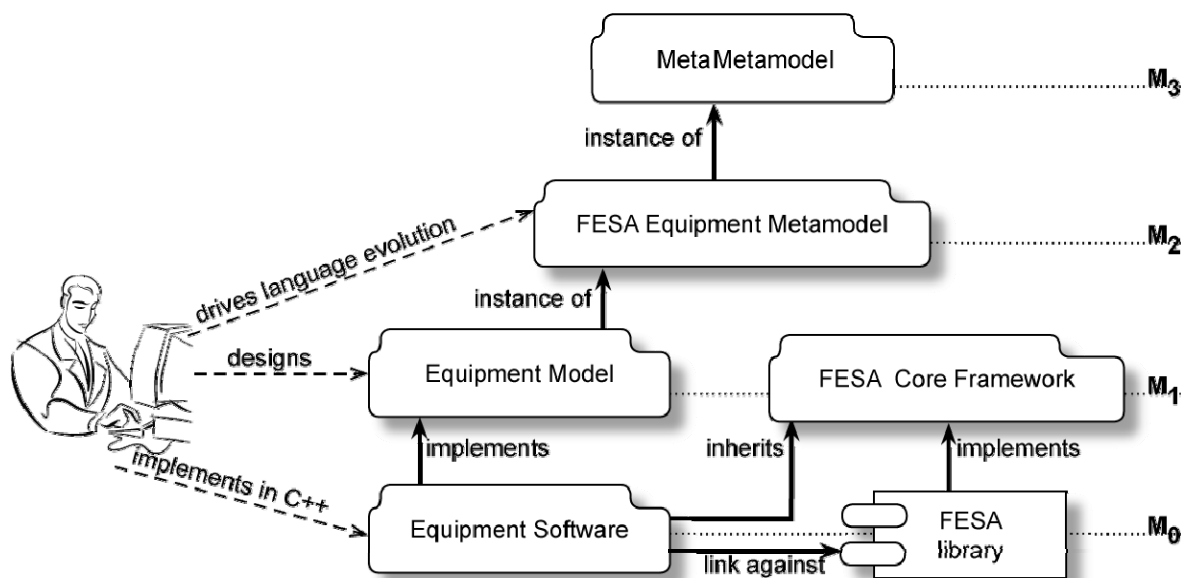 MetaMetamodel
M3
instance of
FESA Equipment Metamodel
M2
drives language evolution
instance of
designs
Equipment Model
FESA Core Framework
M1
implements
inherits
implements
implements in C++
Equipment Software
FESA
library
M0
link against